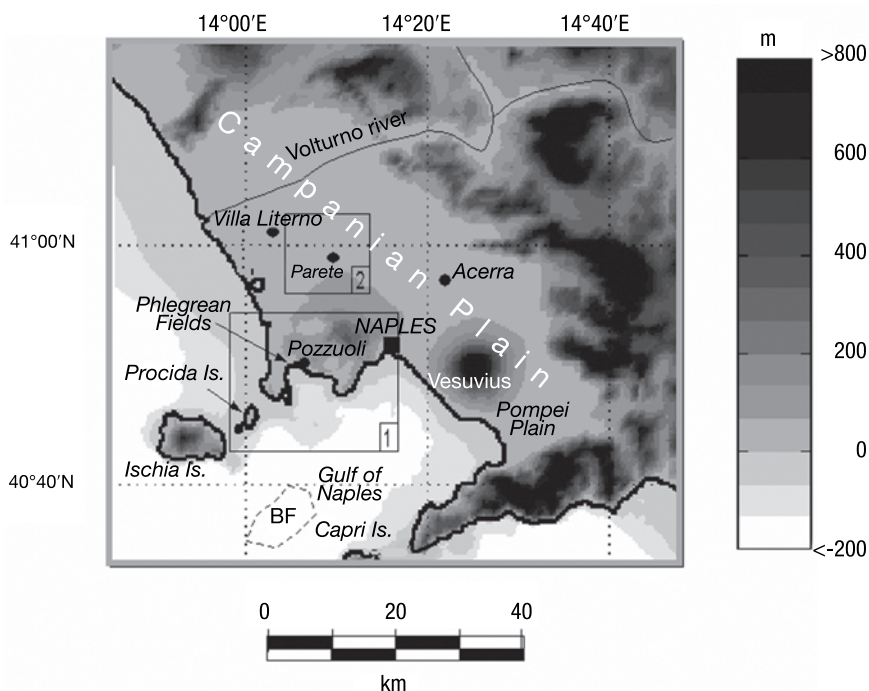 14°00′E 14°20′E 14°40′E
m
>800
600
400
200
0
<-200
41°00′N
40°40′N
Campanian Plain
Volturno river
Villa Literno
Parete
2
Acerra
Phlegrean
Fields
NAPLES
Pozzuoli
Procida Is.
Vesuvius
Pompei
Plain
1
Ischia Is.
Gulf of
Naples
BF
Capri Is.
0 20 40
km